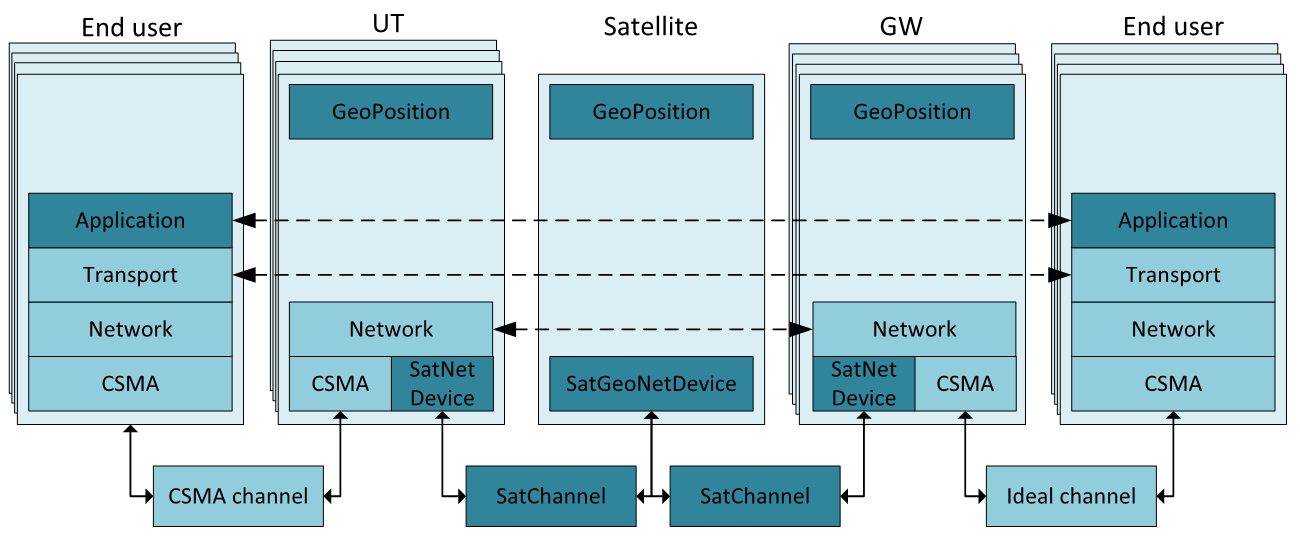 End user
UT
Satellite
GW
End user
GeoPosition
GeoPosition
GeoPosition
Application
Application
Transport
Transport
Network
Network
Network
Network
CSMA
CSMA
SatNet
Device
SatGeoNetDevice
SatNet
Device
CSMA
CSMA
CSMA channel
SatChannel
SatChannel
Ideal channel